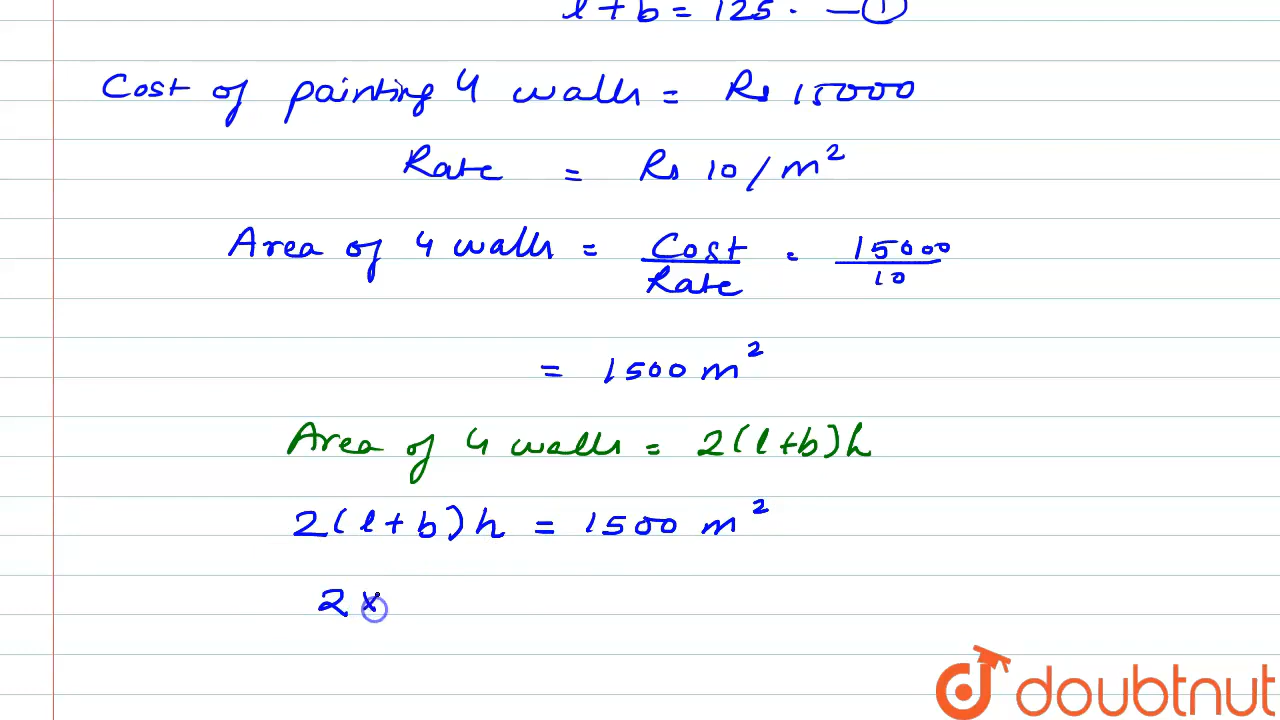 l + b = 125. — ①
Cost of painting 4 walls = Rs 15000
Rate = Rs 10 / m²
Area of 4 walls = Cost/Rate = 15000/10
= 1500 m²
Area of 4 walls = 2(l+b)h
2(l+b)h = 1500 m²
2 x
doubtnut